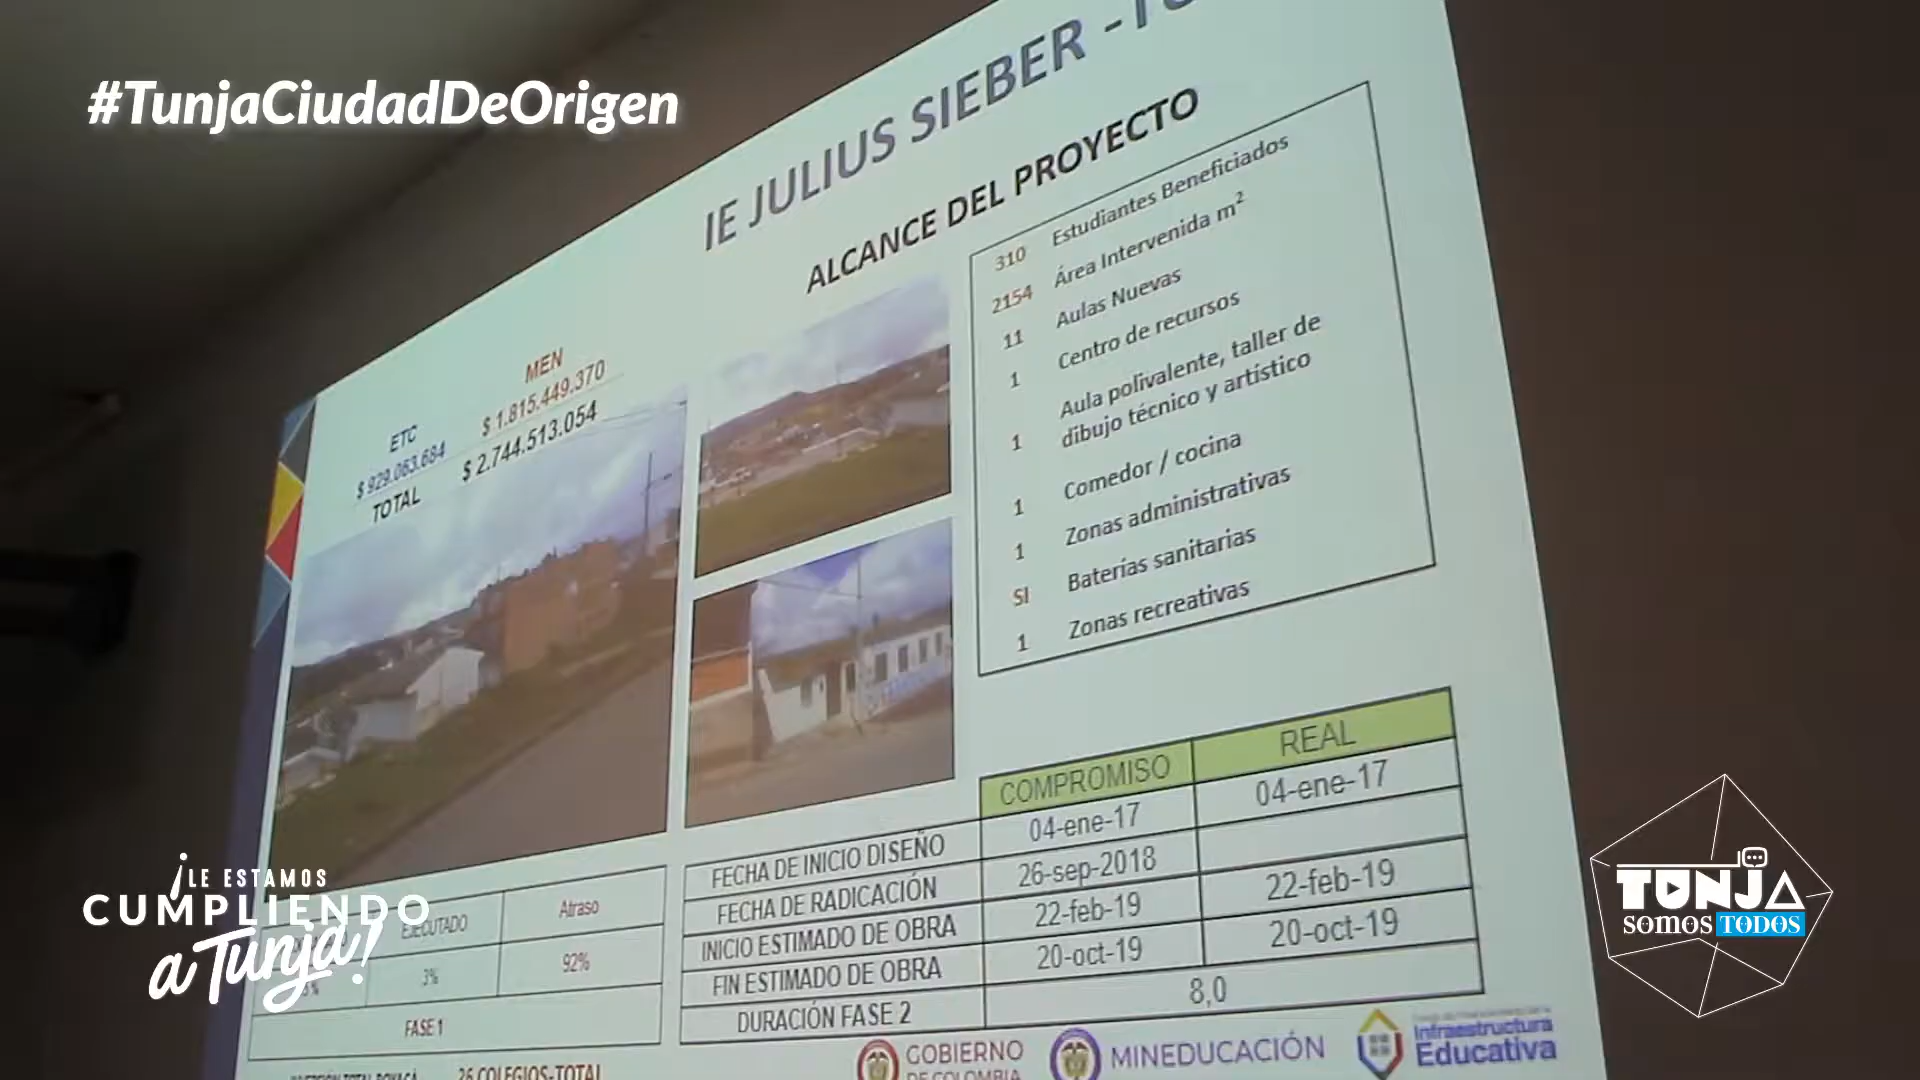 #TunjaCiudadDeOrigen
IE JULIUS SIEBER -
ALCANCE DEL PROYECTO
ETC
MEN
$ 929.063.684
$ 1.815.449.370
TOTAL
$ 2.744.513.054
310 Estudiantes Beneficiados
2154 Área Intervenida m²
11 Aulas Nuevas
1 Centro de recursos
1 Aula polivalente, taller de
dibujo técnico y artístico
1 Comedor / cocina
1 Zonas administrativas
SI Baterías sanitarias
1 Zonas recreativas
COMPROMISO REAL
FECHA DE INICIO DISEÑO 04-ene-17 04-ene-17
FECHA DE RADICACIÓN 26-sep-2018
INICIO ESTIMADO DE OBRA 22-feb-19 22-feb-19
FIN ESTIMADO DE OBRA 20-oct-19 20-oct-19
DURACIÓN FASE 2 8,0
EJECUTADO Atraso
3% 92%
FASE 1
26 COLEGIOS-TOTAL
GOBIERNO
DE COLOMBIA
MINEDUCACIÓN
Infraestructura
Educativa
¡LE ESTAMOS
CUMPLIENDO
a Tunja!
TUNJA
SOMOS TODOS